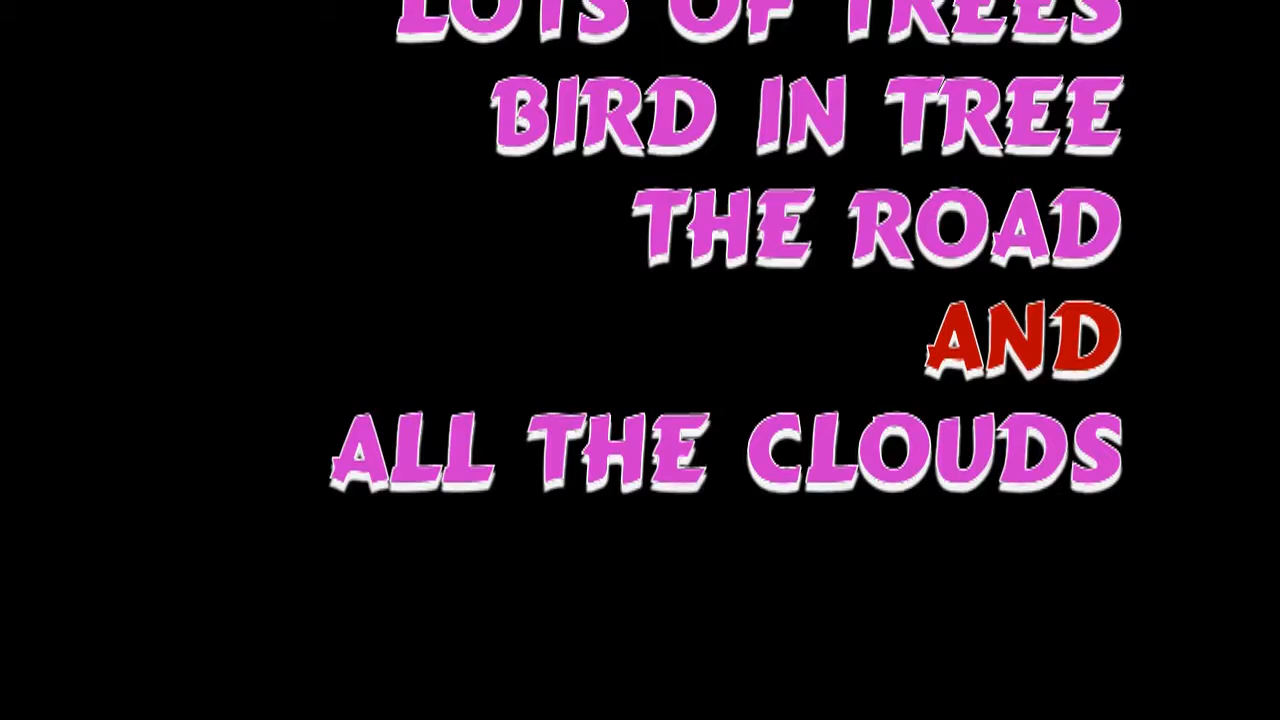 LOTS OF TREES
BIRD IN TREE
THE ROAD
AND
ALL THE CLOUDS